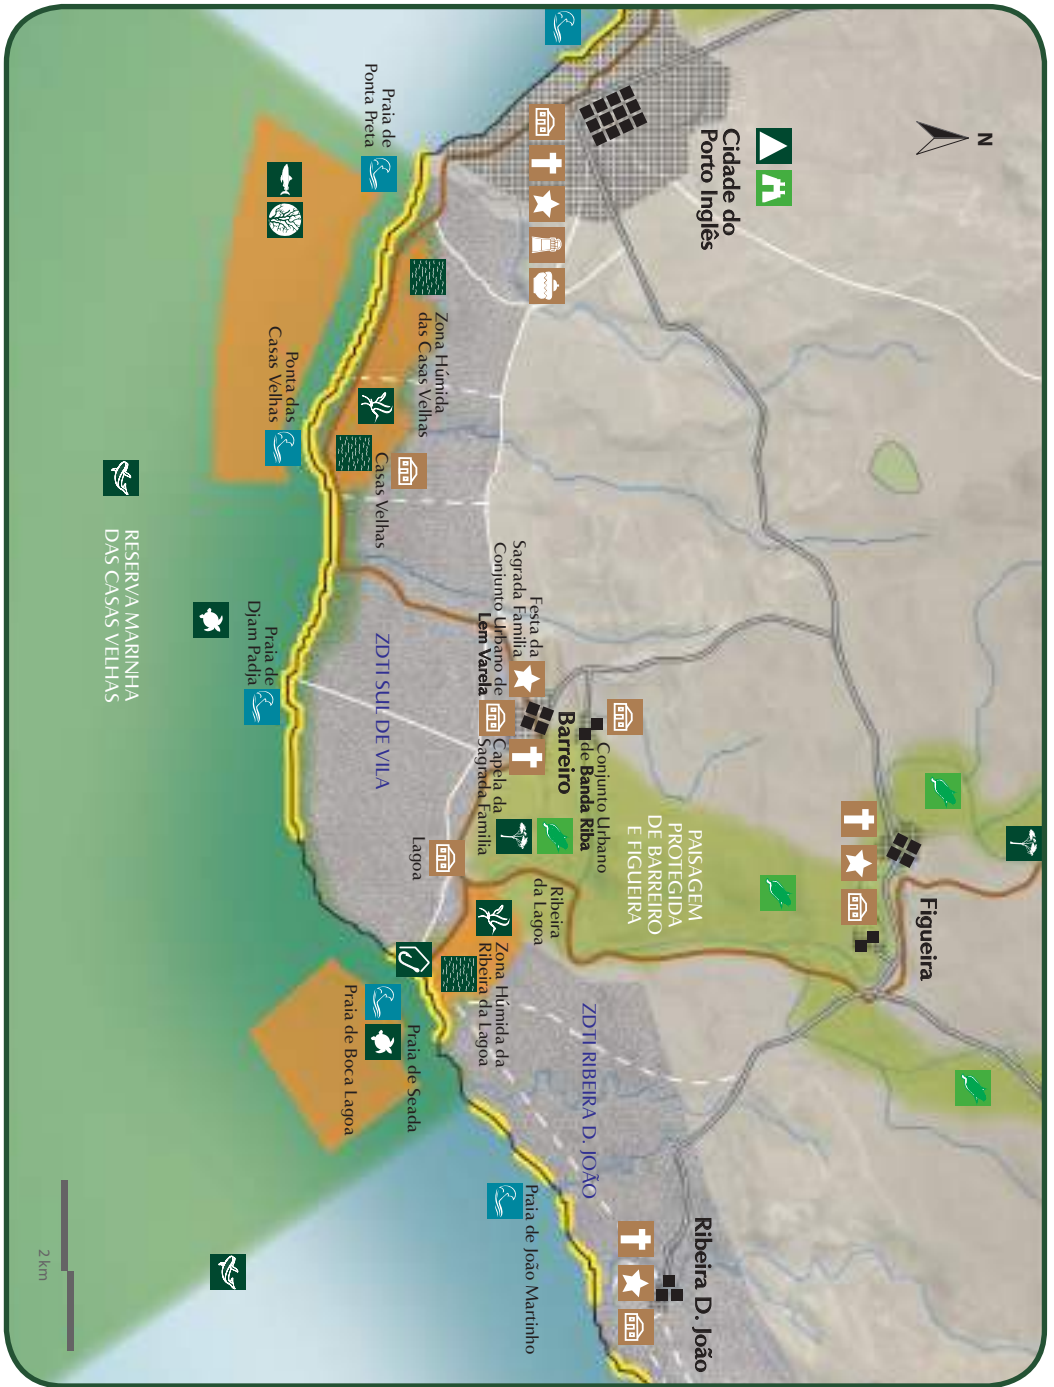 N
Cidade do
Porto Inglês
Praia de
Ponta Preta
Zona Húmida
das Casas Velhas
Ponta das
Casas Velhas
Casas Velhas
RESERVA MARINHA
DAS CASAS VELHAS
Praia de
Djam Padja
ZDTI SUL DE VILA
Festa da
Sagrada Familia
Conjunto Urbano de
Lem Varela
Barreiro
Capela da
Sagrada Familia
Conjunto Urbano
de Banda Riba
PAISAGEM
PROTEGIDA
DE BARREIRO
E FIGUEIRA
Figueira
Lagoa
Ribeira
da Lagoa
Zona Húmida da
Ribeira da Lagoa
Praia de Seada
Praia de Boca Lagoa
ZDTI RIBEIRA D. JOÃO
Ribeira D. João
Praia de João Martinho
2 km